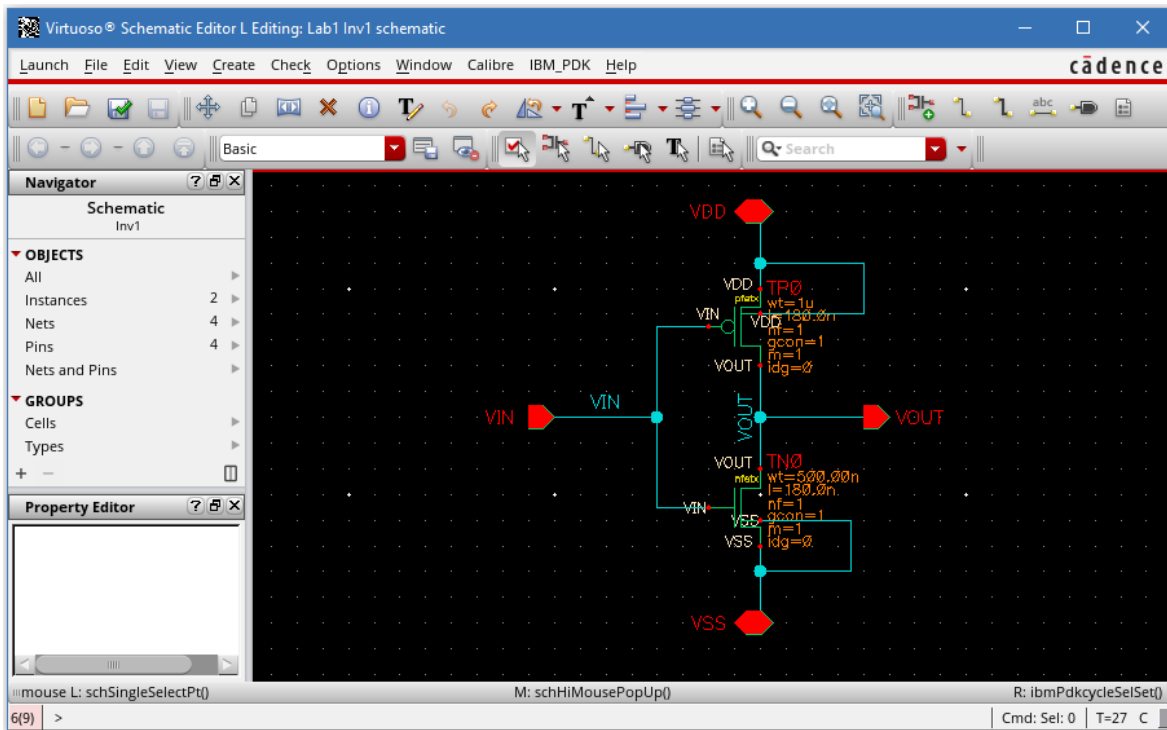 Virtuoso® Schematic Editor L Editing: Lab1 Inv1 schematic
Launch File Edit View Create Check Options Window Calibre IBM_PDK Help
cādence
abc
Basic
Search
Navigator
Schematic
Inv1
OBJECTS
All
Instances 2
Nets 4
Pins 4
Nets and Pins
GROUPS
Cells
Types
Property Editor
VDD
VDD TP0
pfetx
wt=1u
l=180.0n
VIN
VDD
nf=1
gcon=1
m=1
VOUT
idg=0
VIN
VIN
VOUT
VOUT
VOUT TN0
nfetx
wt=500.00n
l=180.0n
nf=1
VIN
VSS
gcon=1
m=1
VSS
idg=0
VSS
mouse L: schSingleSelectPt() M: schHiMousePopUp() R: ibmPdkcycleSelSet()
6(9) > Cmd: Sel: 0 T=27 C